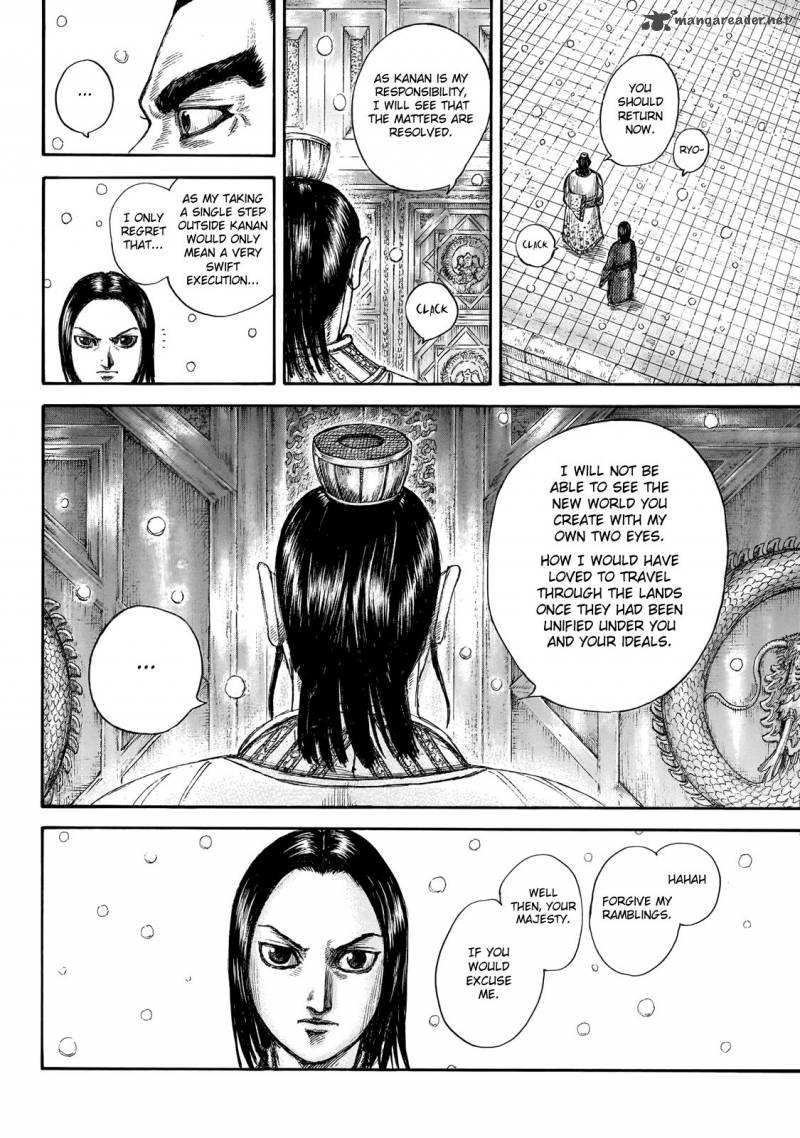 mangareader.net
YOU
SHOULD
RETURN
NOW.
RYO-
CLACK
AS KANAN IS MY
RESPONSIBILITY,
I WILL SEE THAT
THE MATTERS ARE
RESOLVED.
CLACK
...
AS MY TAKING
A SINGLE STEP
OUTSIDE KANAN
WOULD ONLY
MEAN A VERY
SWIFT
EXECUTION...
I ONLY
REGRET
THAT...
I WILL NOT BE
ABLE TO SEE THE
NEW WORLD YOU
CREATE WITH MY
OWN TWO EYES.
HOW I WOULD HAVE
LOVED TO TRAVEL
THROUGH THE LANDS
ONCE THEY HAD BEEN
UNIFIED UNDER YOU
AND YOUR IDEALS.
...
HAHAH
FORGIVE MY
RAMBLINGS.
WELL
THEN, YOUR
MAJESTY.
IF YOU
WOULD
EXCUSE
ME.